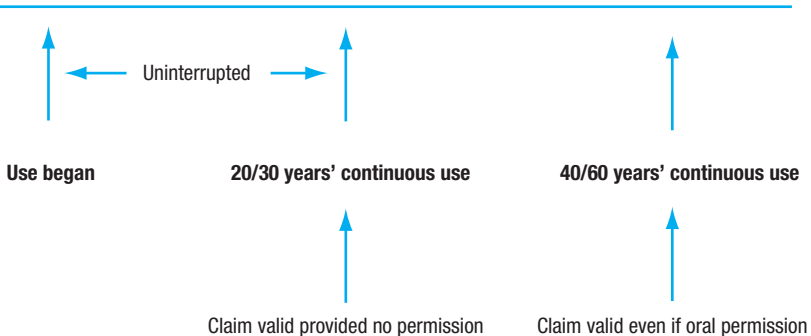 Uninterrupted
Use began 20/30 years’ continuous use 40/60 years’ continuous use
Claim valid provided no permission Claim valid even if oral permission